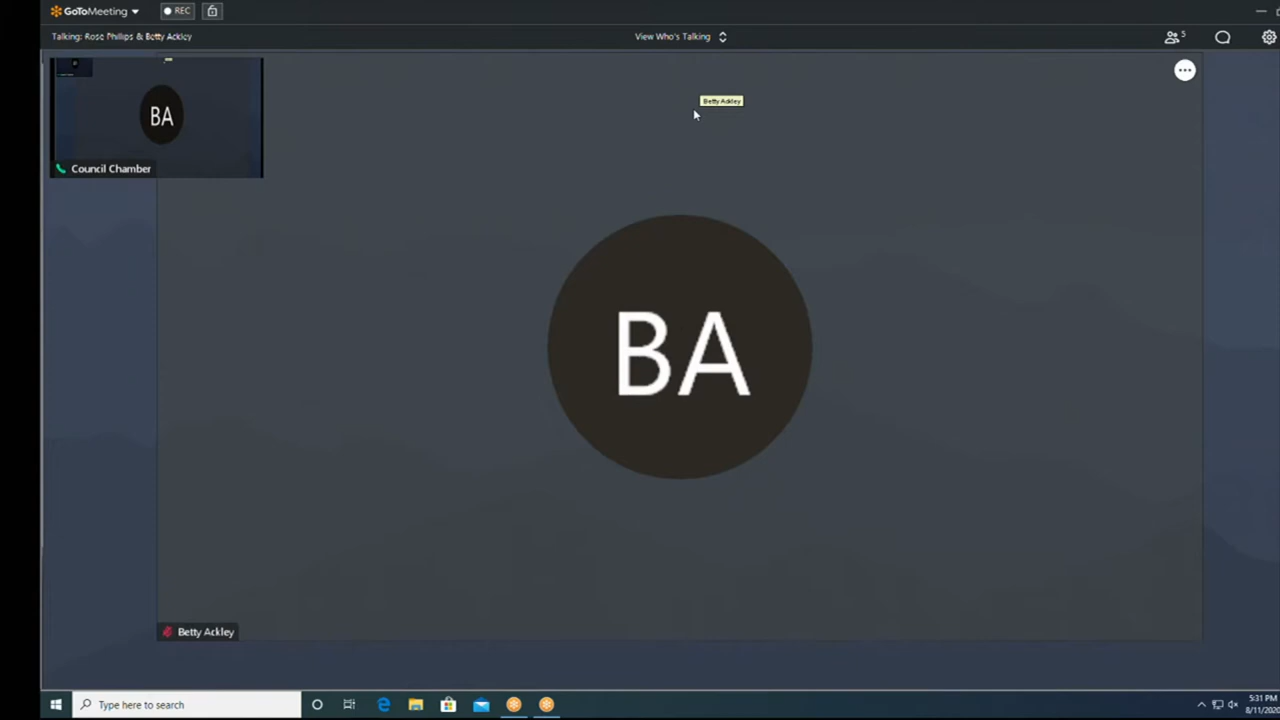 GoToMeeting
REC
Talking: Rose Phillips & Betty Ackley
View Who's Talking
5
Betty Ackley
BA
Council Chamber
BA
Betty Ackley
Type here to search
5:31 PM